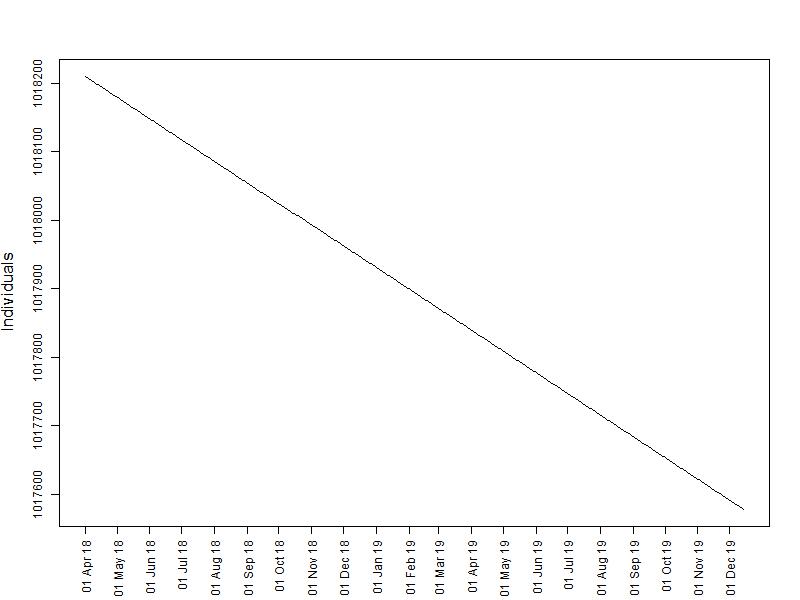 Individuals
1018200
1018100
1018000
1017900
1017800
1017700
1017600
01 Apr 18
01 May 18
01 Jun 18
01 Jul 18
01 Aug 18
01 Sep 18
01 Oct 18
01 Nov 18
01 Dec 18
01 Jan 19
01 Feb 19
01 Mar 19
01 Apr 19
01 May 19
01 Jun 19
01 Jul 19
01 Aug 19
01 Sep 19
01 Oct 19
01 Nov 19
01 Dec 19